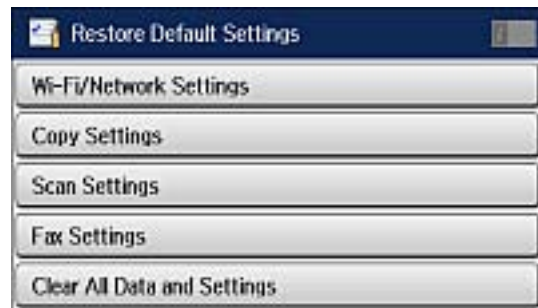 Restore Default Settings
Wi-Fi/Network Settings
Copy Settings
Scan Settings
Fax Settings
Clear All Data and Settings